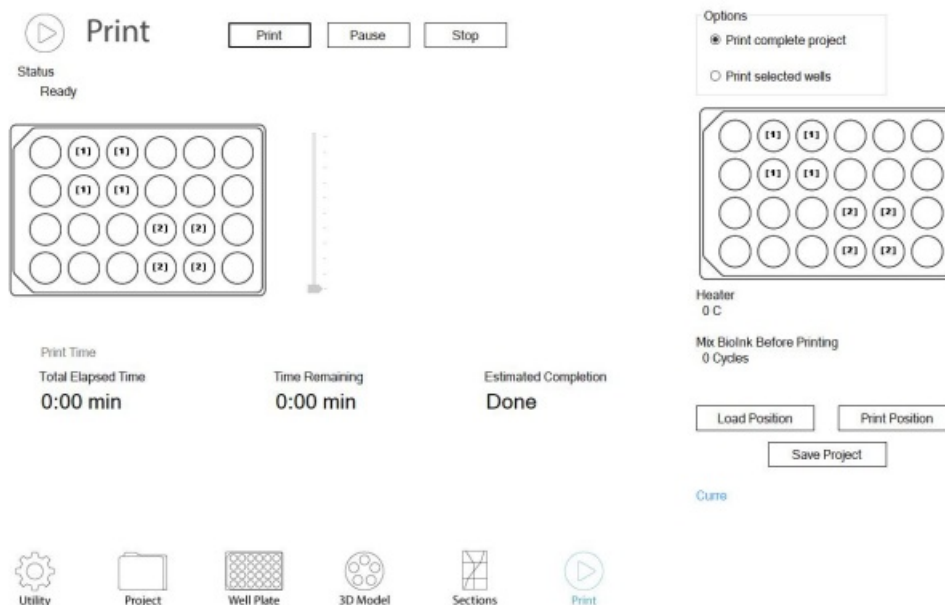 Print
Print Pause Stop
Status
Ready
[1] [1]
[1] [1]
[2] [2]
[2] [2]
Print Time
Total Elapsed Time Time Remaining Estimated Completion
0:00 min 0:00 min Done
Options
Print complete project
Print selected wells
[1] [1]
[1] [1]
[2] [2]
[2] [2]
Heater
0 C
Mix BioInk Before Printing
0 Cycles
Load Position Print Position
Save Project
Curre
Utility Project Well Plate 3D Model Sections Print